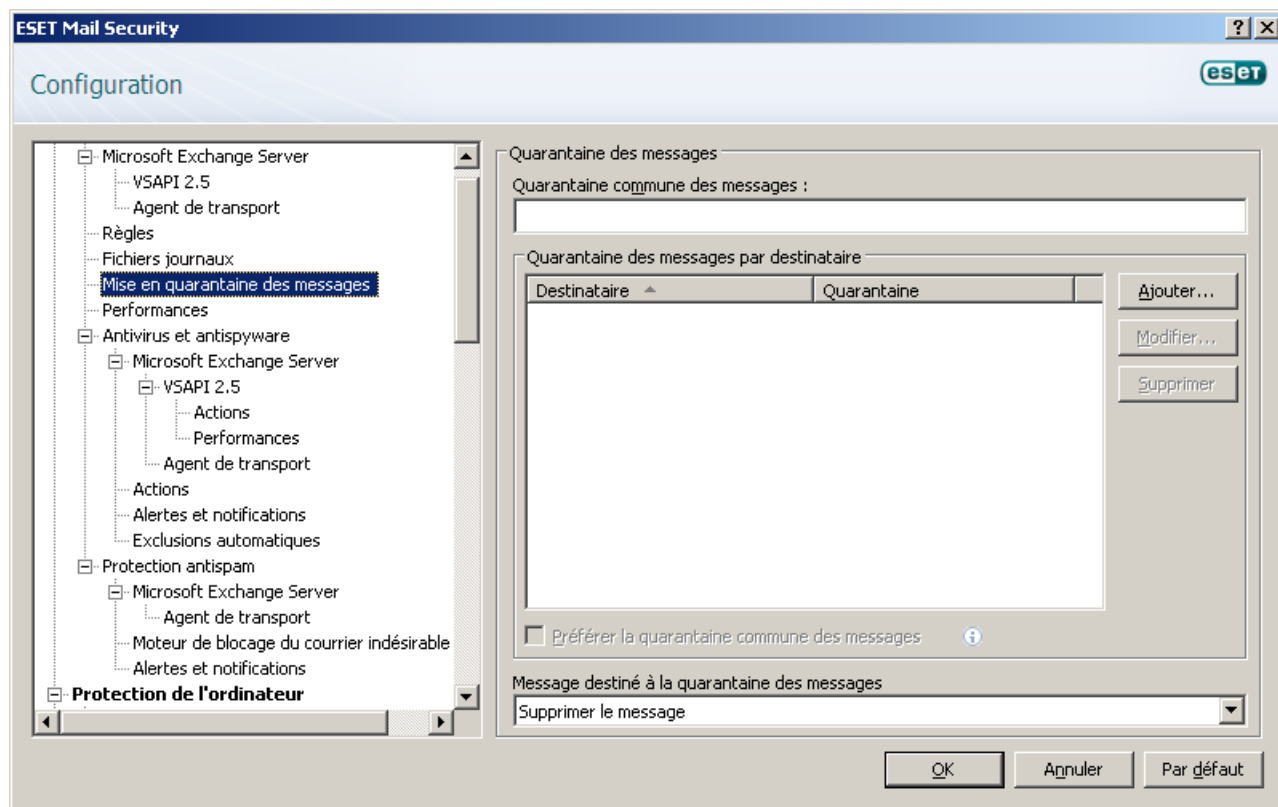 ESET Mail Security
Configuration
eset
Microsoft Exchange Server
VSAPI 2.5
Agent de transport
Règles
Fichiers journaux
Mise en quarantaine des messages
Performances
Antivirus et antispyware
Microsoft Exchange Server
VSAPI 2.5
Actions
Performances
Agent de transport
Actions
Alertes et notifications
Exclusions automatiques
Protection antispam
Microsoft Exchange Server
Agent de transport
Moteur de blocage du courrier indésirable
Alertes et notifications
Protection de l'ordinateur
Quarantaine des messages
Quarantaine commune des messages :
Quarantaine des messages par destinataire
Destinataire Quarantaine
Ajouter...
Modifier...
Supprimer
Préférer la quarantaine commune des messages
Message destiné à la quarantaine des messages
Supprimer le message
OK Annuler Par défaut